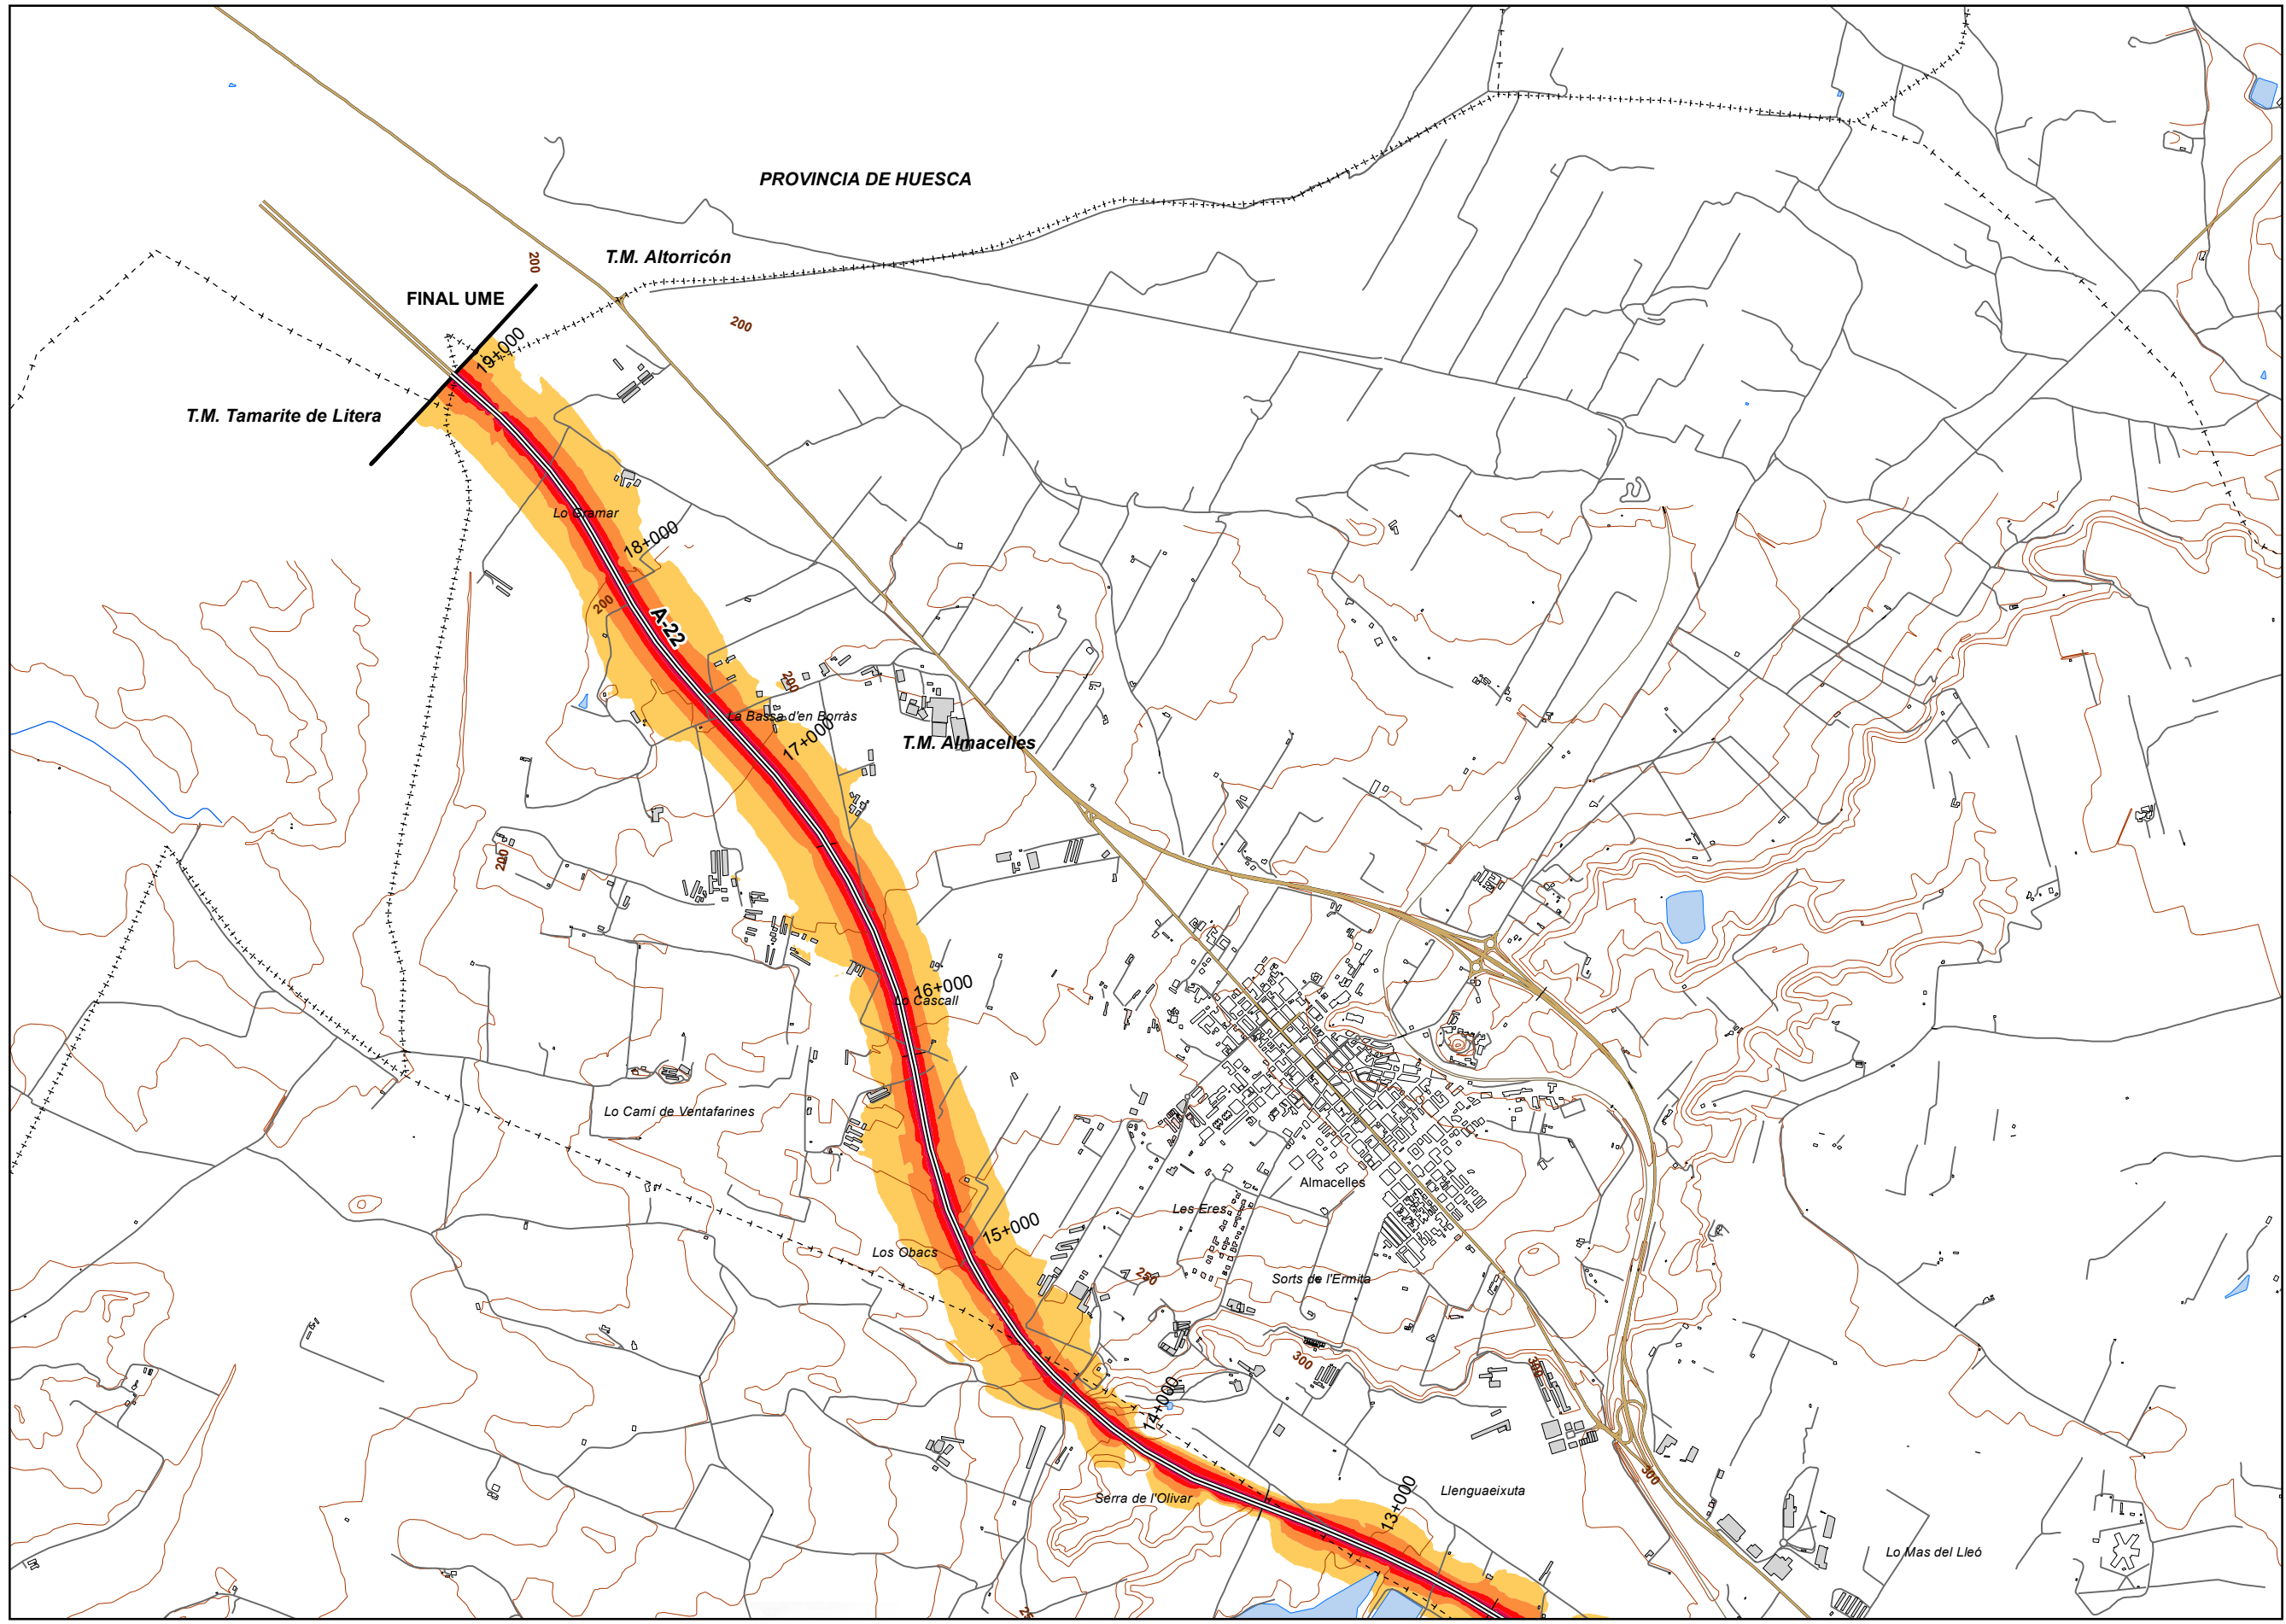 PROVINCIA DE HUESCA
T.M. Altorricón
200
FINAL UME
200
19+000
T.M. Tamarite de Litera
Lo Gramar
18+000
200
A-22
200
La Bassa d'en Borràs
17+000
T.M. Almacelles
200
16+000
Lo Cascall
Lo Camí de Ventafarines
Almacelles
Les Eres
15+000
Los Obacs
250
Sorts de l'Ermita
300
300
14+000
300
Llenguaeixuta
Serra de l'Olivar
13+000
Lo Mas del Lleó